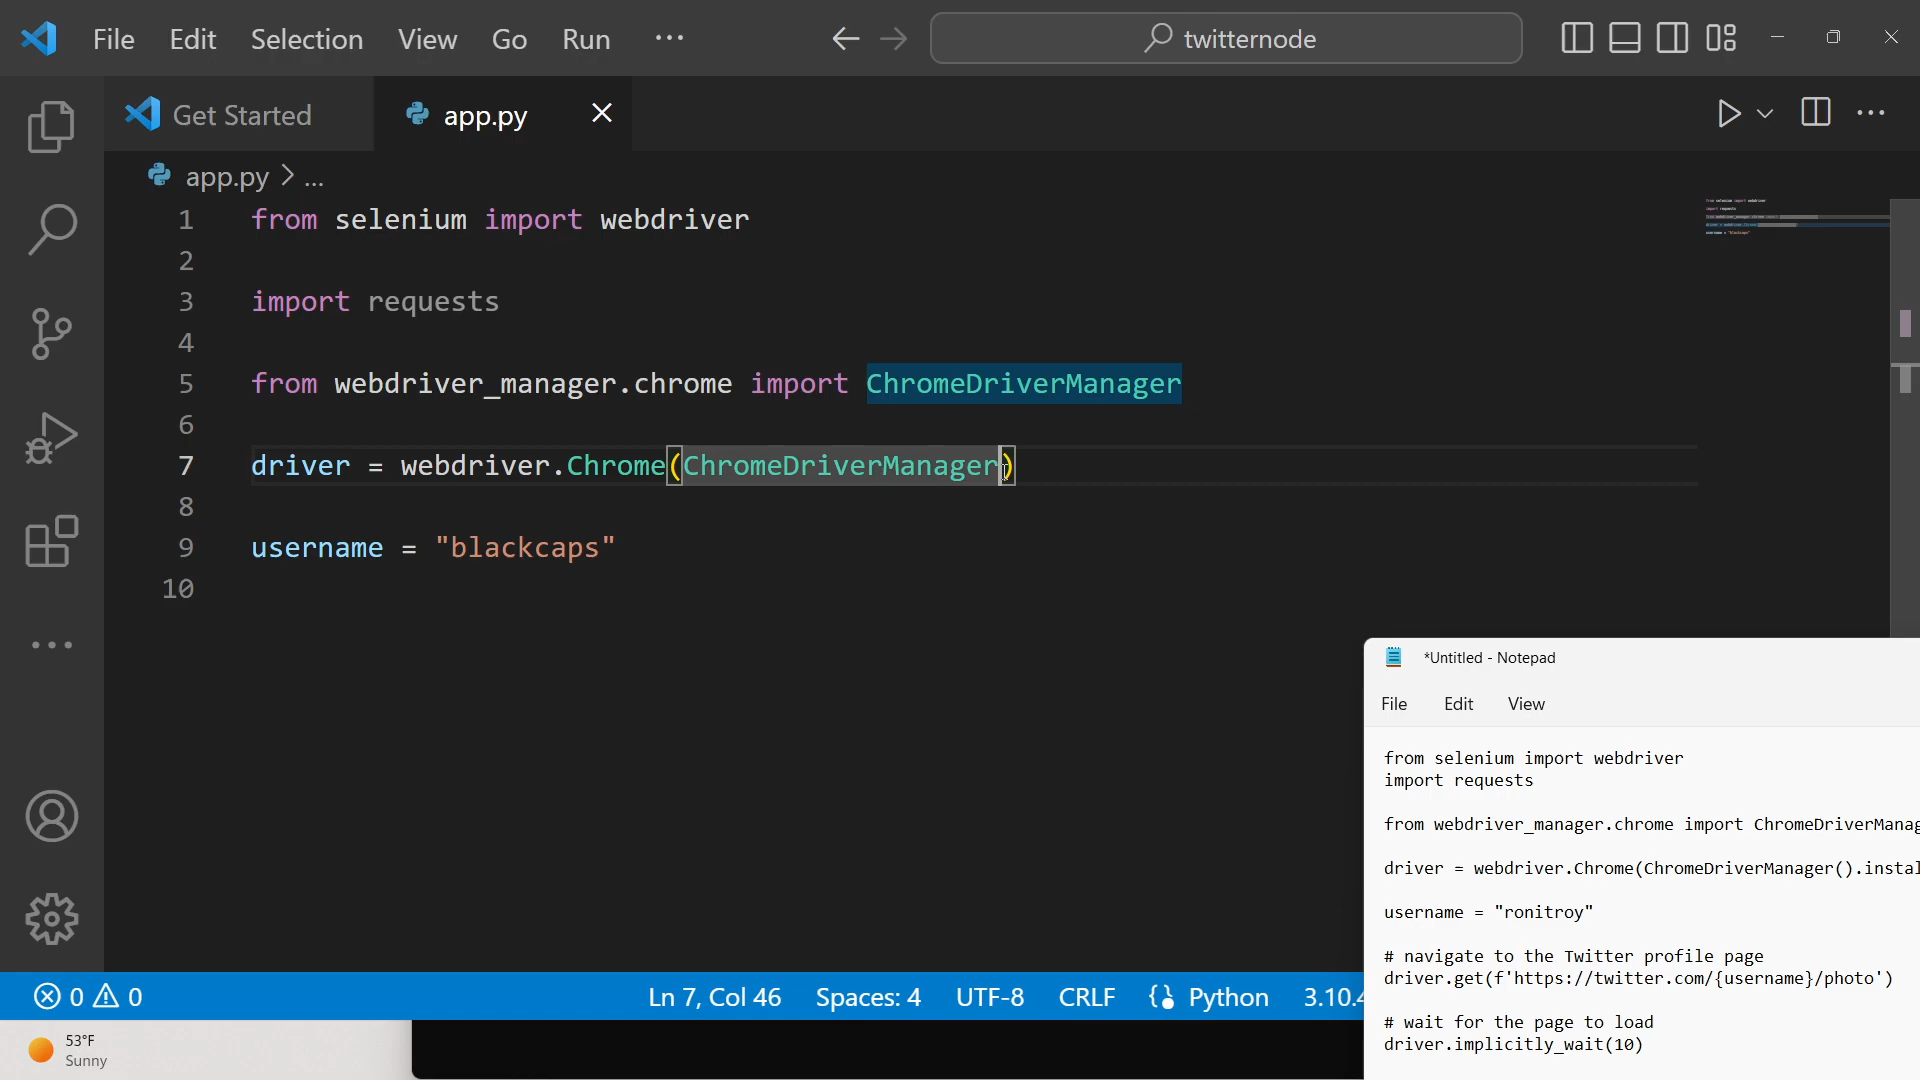 File Edit Selection View Go Run ... twitternode
Get Started app.py
app.py > ...
1 from selenium import webdriver
2
3 import requests
4
5 from webdriver_manager.chrome import ChromeDriverManager
6
7 driver = webdriver.Chrome(ChromeDriverManager)
8
9 username = "blackcaps"
10
*Untitled - Notepad
File Edit View
from selenium import webdriver
import requests
from webdriver_manager.chrome import ChromeDriverManag
driver = webdriver.Chrome(ChromeDriverManager().instal
username = "ronitroy"
# navigate to the Twitter profile page
driver.get(f'https://twitter.com/{username}/photo')
# wait for the page to load
driver.implicitly_wait(10)
0 0 Ln 7, Col 46 Spaces: 4 UTF-8 CRLF Python 3.10.4
53°F
Sunny